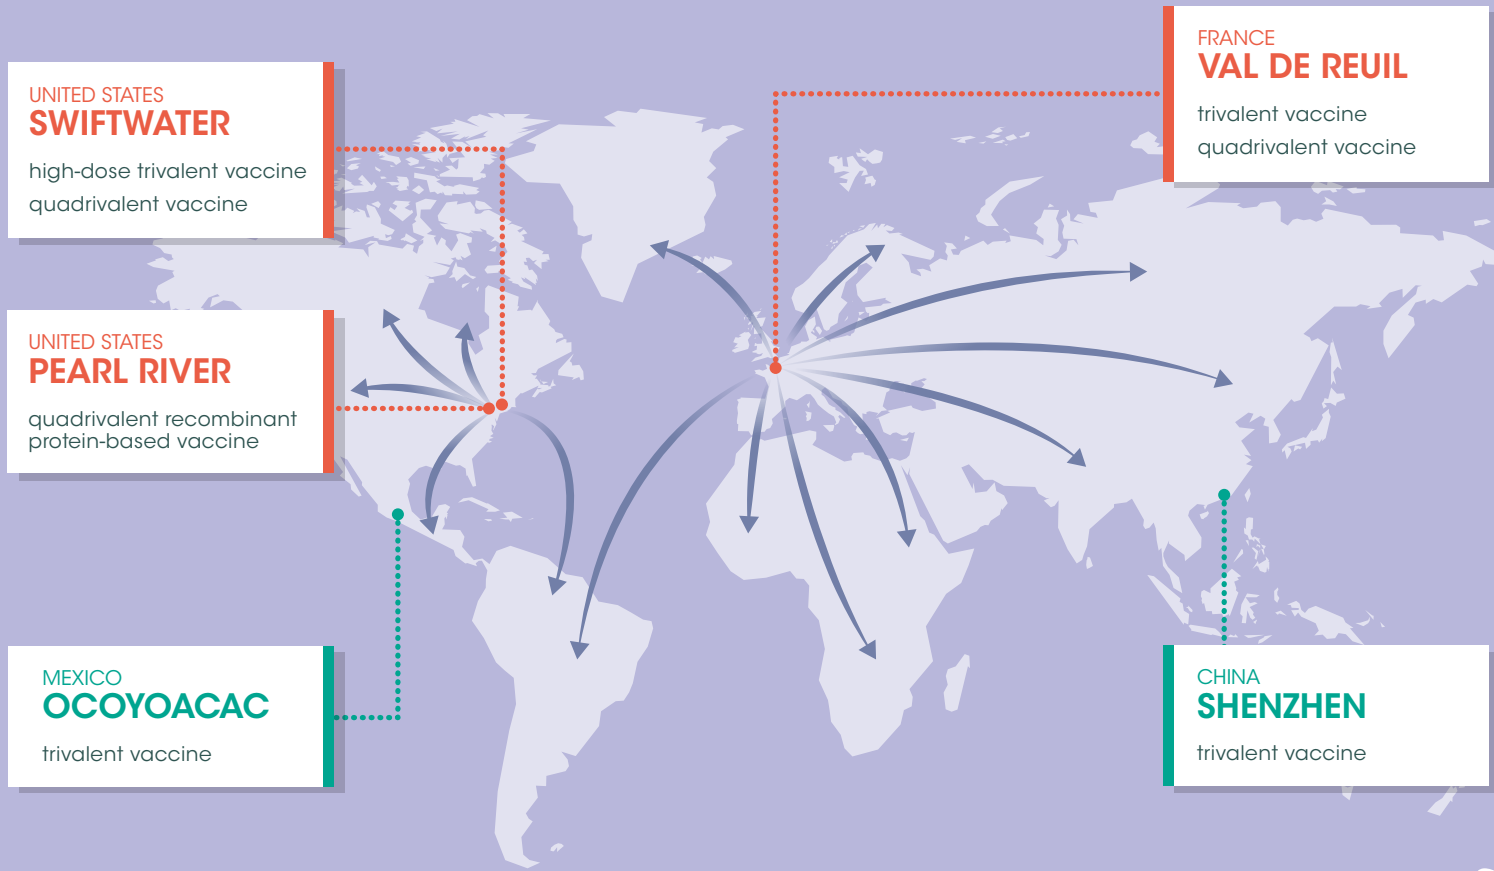 UNITED STATES
SWIFTWATER
high-dose trivalent vaccine
quadrivalent vaccine
FRANCE
VAL DE REUIL
trivalent vaccine
quadrivalent vaccine
UNITED STATES
PEARL RIVER
quadrivalent recombinant
protein-based vaccine
MEXICO
OCOYOACAC
trivalent vaccine
CHINA
SHENZHEN
trivalent vaccine